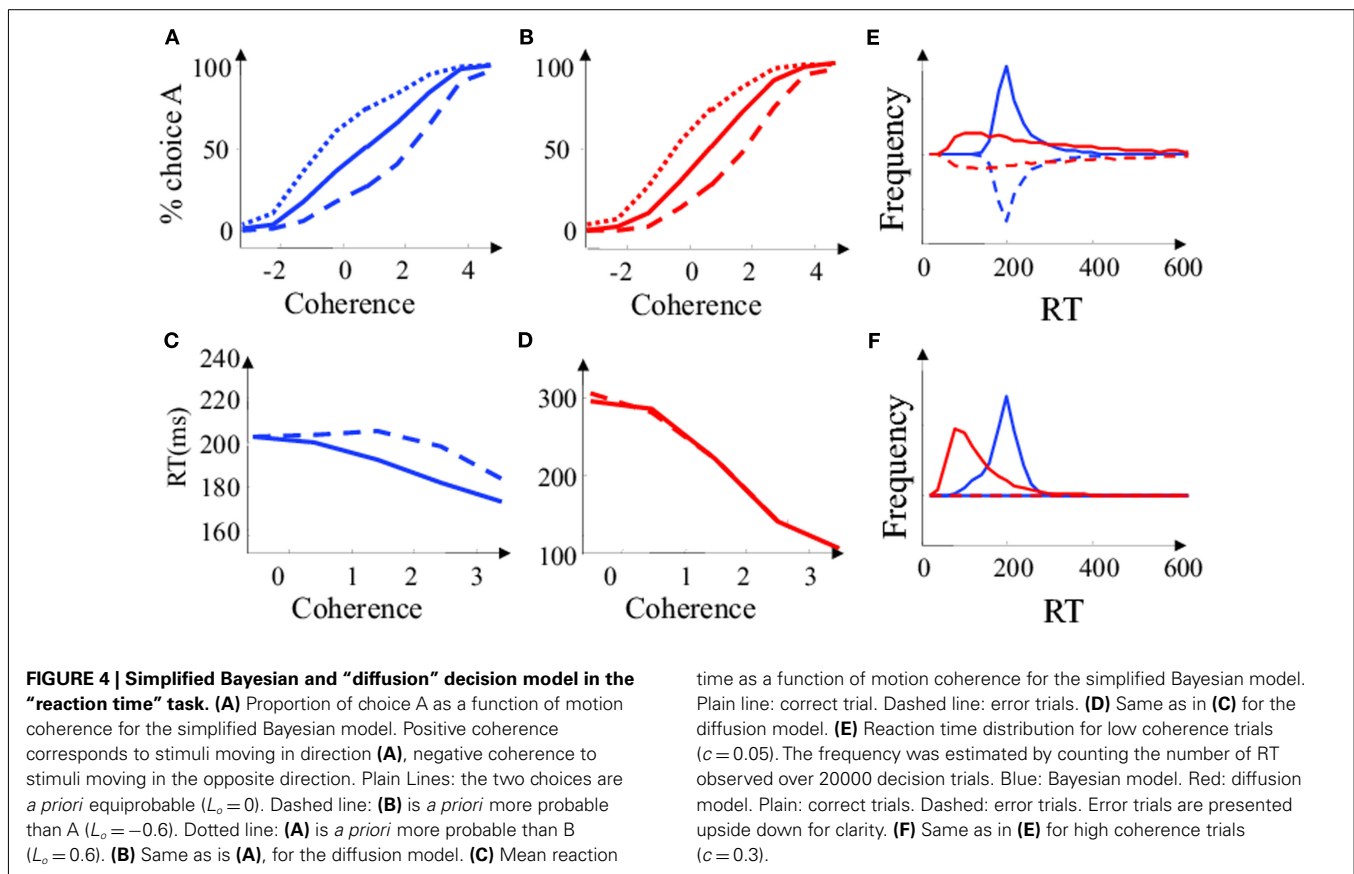 A
100
50
0
% choice A
-2
0
2
4
Coherence
B
100
50
0
-2
0
2
4
Coherence
E
Frequency
0
200
400
600
RT
C
240
220
200
180
160
RT(ms)
0
1
2
3
Coherence
D
300
200
100
0
1
2
3
Coherence
F
Frequency
0
200
400
600
RT
FIGURE 4 | Simplified Bayesian and “diffusion” decision model in the
“reaction time” task. (A) Proportion of choice A as a function of motion
coherence for the simplified Bayesian model. Positive coherence
corresponds to stimuli moving in direction (A), negative coherence to
stimuli moving in the opposite direction. Plain Lines: the two choices are
a priori equiprobable (Lo = 0). Dashed line: (B) is a priori more probable
than A (Lo = −0.6). Dotted line: (A) is a priori more probable than B
(Lo = 0.6). (B) Same as is (A), for the diffusion model. (C) Mean reaction
time as a function of motion coherence for the simplified Bayesian model.
Plain line: correct trial. Dashed line: error trials. (D) Same as in (C) for the
diffusion model. (E) Reaction time distribution for low coherence trials
(c = 0.05). The frequency was estimated by counting the number of RT
observed over 20000 decision trials. Blue: Bayesian model. Red: diffusion
model. Plain: correct trials. Dashed: error trials. Error trials are presented
upside down for clarity. (F) Same as in (E) for high coherence trials
(c = 0.3).